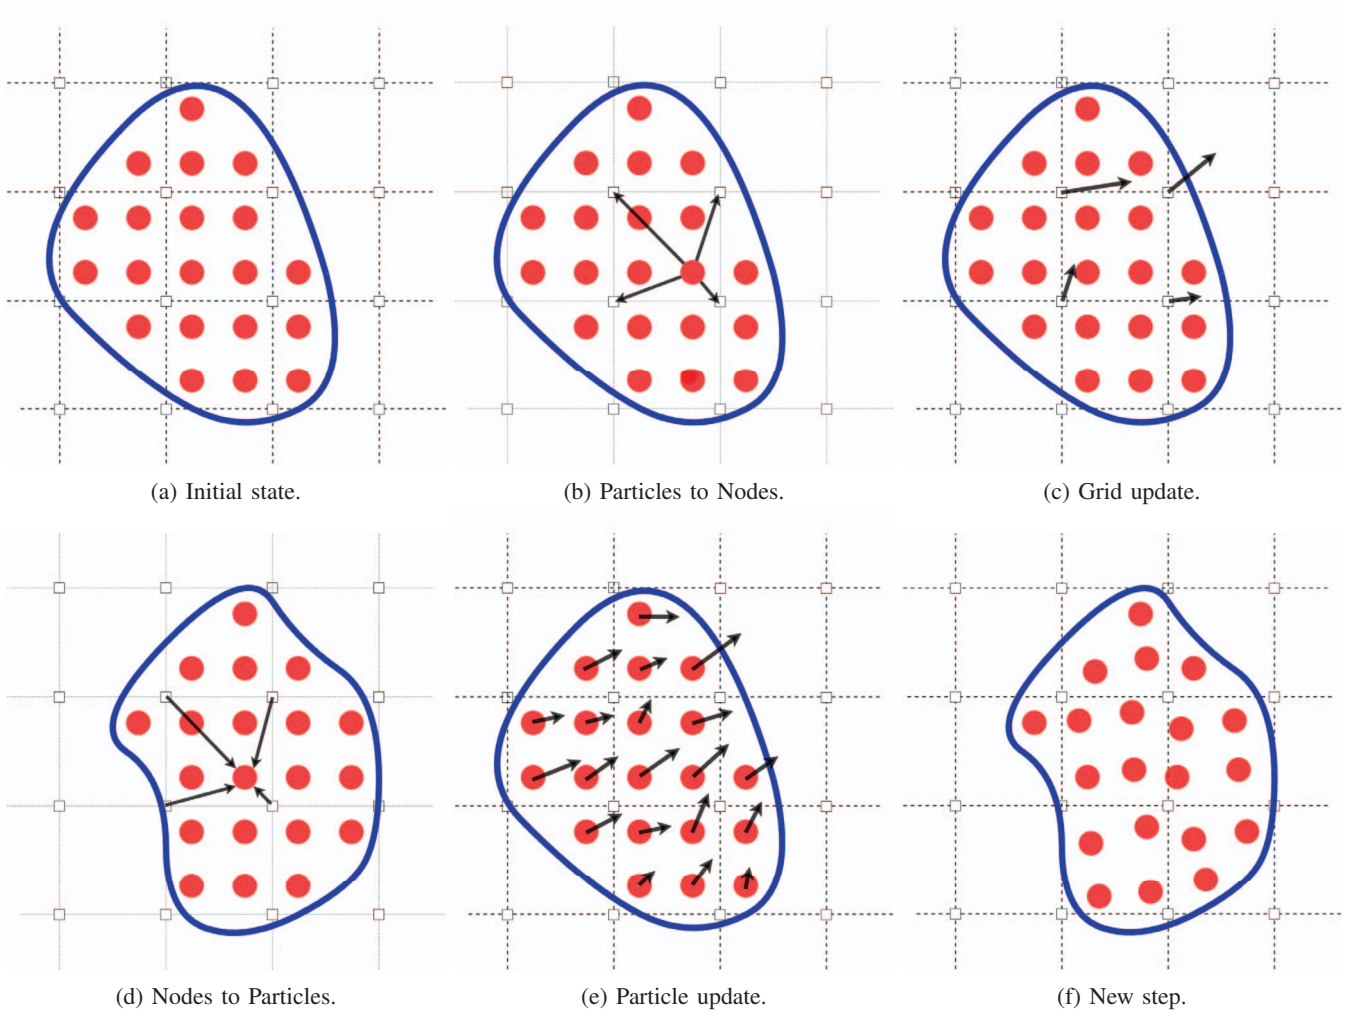 (a) Initial state.
(b) Particles to Nodes.
(c) Grid update.
(d) Nodes to Particles.
(e) Particle update.
(f) New step.